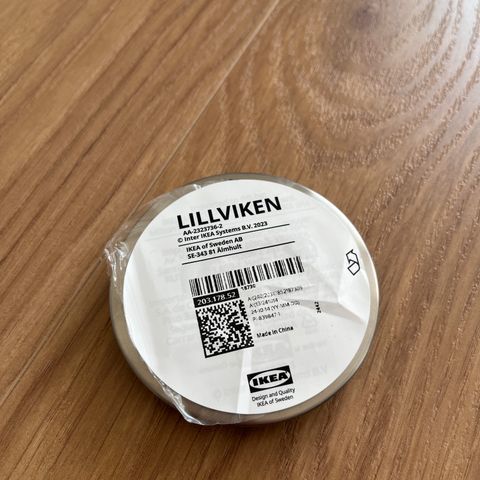 LILLVIKEN
AA-2323736-2
© Inter IKEA Systems B.V. 2023
IKEA of Sweden AB
SE-343 81 Älmhult
18730
203.178.52
Made in China
IKEA
Design and Quality
IKEA of Sweden